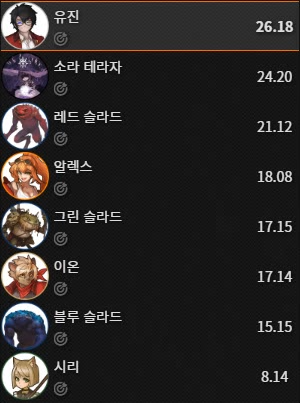 유진
26.18
소라 테라자
24.20
레드 슬라드
21.12
알렉스
18.08
그린 슬라드
17.15
이온
17.14
블루 슬라드
15.15
시리
8.14